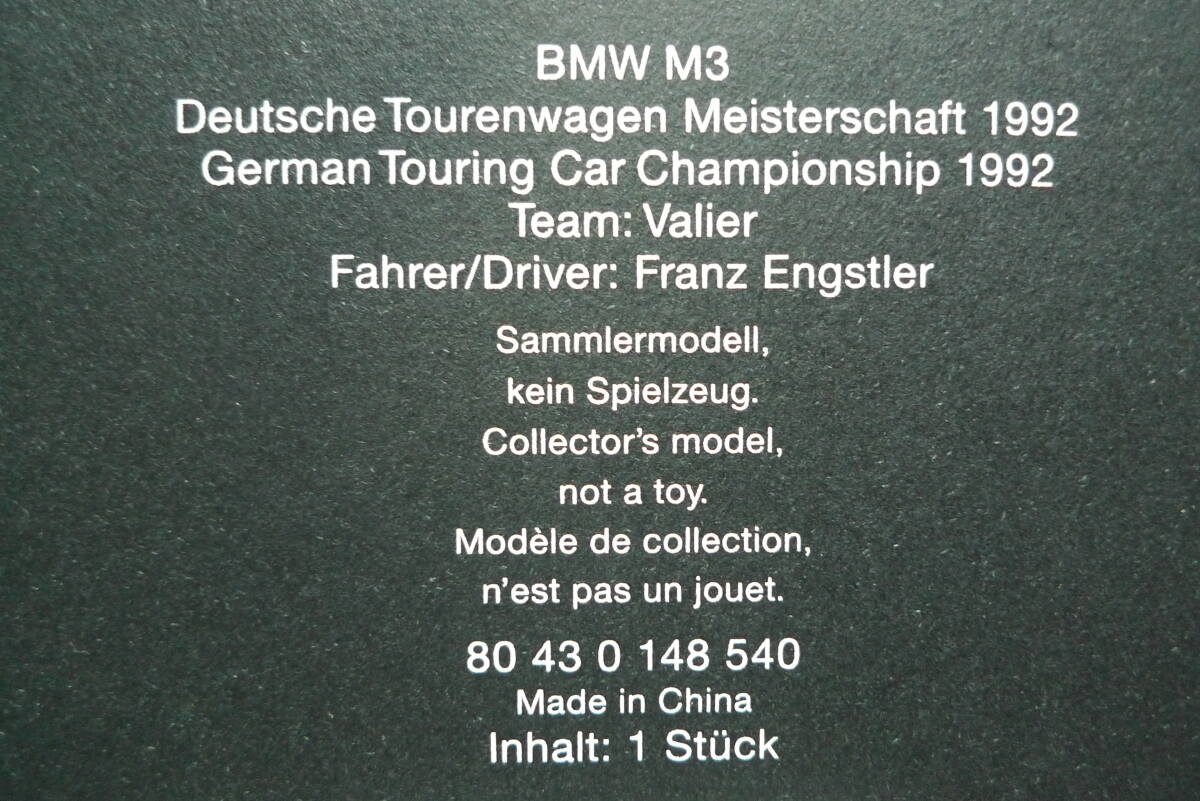 BMW M3
Deutsche Tourenwagen Meisterschaft 1992
German Touring Car Championship 1992
Team: Valier
Fahrer/Driver: Franz Engstler
Sammlermodell,
kein Spielzeug.
Collector's model,
not a toy.
Modèle de collection,
n'est pas un jouet.
80 43 0 148 540
Made in China
Inhalt: 1 Stück